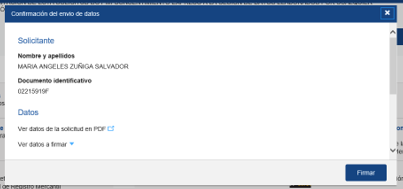 Confirmación del envío de datos
Solicitante
Nombre y apellidos
MARIA ANGELES ZUÑIGA SALVADOR
Documento identificativo
02215919F
Datos
Ver datos de la solicitud en PDF
Ver datos a firmar
Firmar
de Registro Mercantil